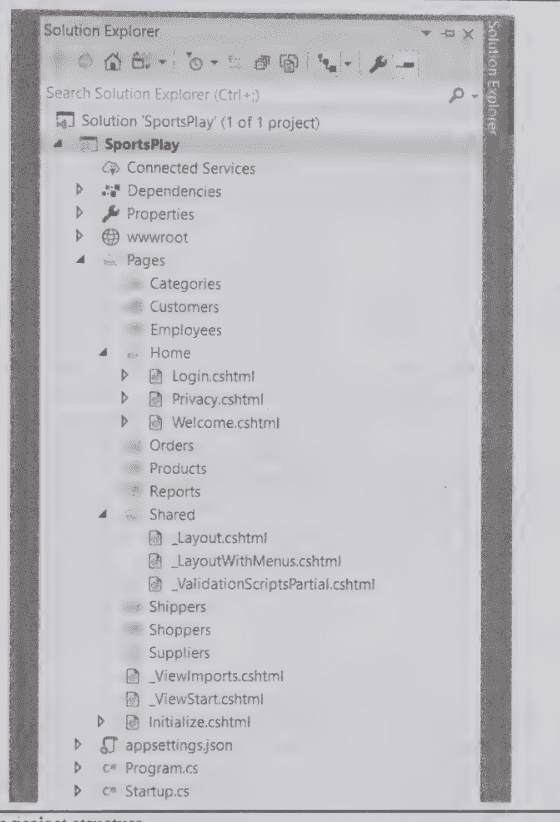 Solution Explorer
Search Solution Explorer (Ctrl+;)
Solution 'SportsPlay' (1 of 1 project)
SportsPlay
Connected Services
Dependencies
Properties
wwwroot
Pages
Categories
Customers
Employees
Home
Login.cshtml
Privacy.cshtml
Welcome.cshtml
Orders
Products
Reports
Shared
_Layout.cshtml
_LayoutWithMenus.cshtml
_ValidationScriptsPartial.cshtml
Shippers
Shoppers
Suppliers
_ViewImports.cshtml
_ViewStart.cshtml
Initialize.cshtml
appsettings.json
C# Program.cs
C# Startup.cs
Solution Explorer
project structure